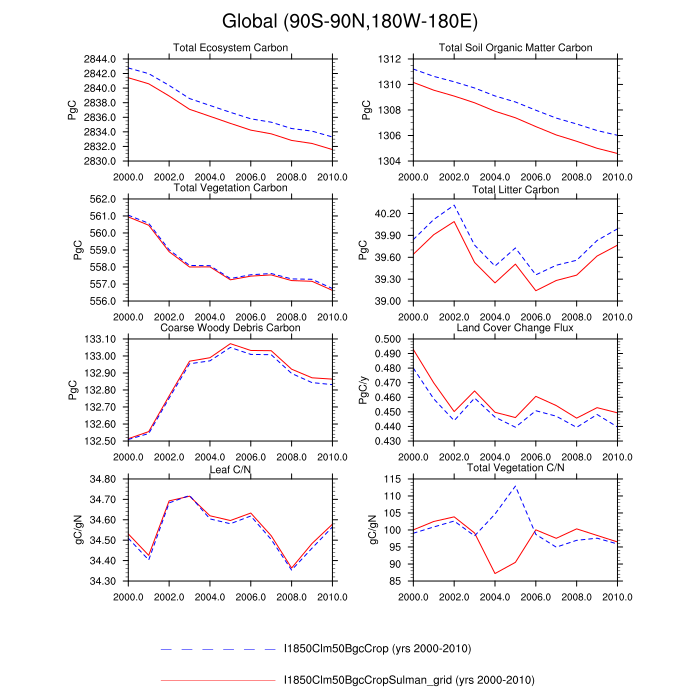 Global (90S-90N,180W-180E)
Total Ecosystem Carbon
PgC
2844.0
2842.0
2840.0
2838.0
2836.0
2834.0
2832.0
2830.0
2000.0 2002.0 2004.0 2006.0 2008.0 2010.0
Total Soil Organic Matter Carbon
PgC
1312
1310
1308
1306
1304
2000.0 2002.0 2004.0 2006.0 2008.0 2010.0
Total Vegetation Carbon
PgC
562.0
561.0
560.0
559.0
558.0
557.0
556.0
2000.0 2002.0 2004.0 2006.0 2008.0 2010.0
Total Litter Carbon
PgC
40.20
39.90
39.60
39.30
39.00
2000.0 2002.0 2004.0 2006.0 2008.0 2010.0
Coarse Woody Debris Carbon
PgC
133.10
133.00
132.90
132.80
132.70
132.60
132.50
2000.0 2002.0 2004.0 2006.0 2008.0 2010.0
Land Cover Change Flux
PgC/y
0.500
0.490
0.480
0.470
0.460
0.450
0.440
0.430
2000.0 2002.0 2004.0 2006.0 2008.0 2010.0
Leaf C/N
gC/gN
34.80
34.70
34.60
34.50
34.40
34.30
2000.0 2002.0 2004.0 2006.0 2008.0 2010.0
Total Vegetation C/N
gC/gN
115
110
105
100
95
90
85
2000.0 2002.0 2004.0 2006.0 2008.0 2010.0
I1850Clm50BgcCrop (yrs 2000-2010)
I1850Clm50BgcCropSulman_grid (yrs 2000-2010)